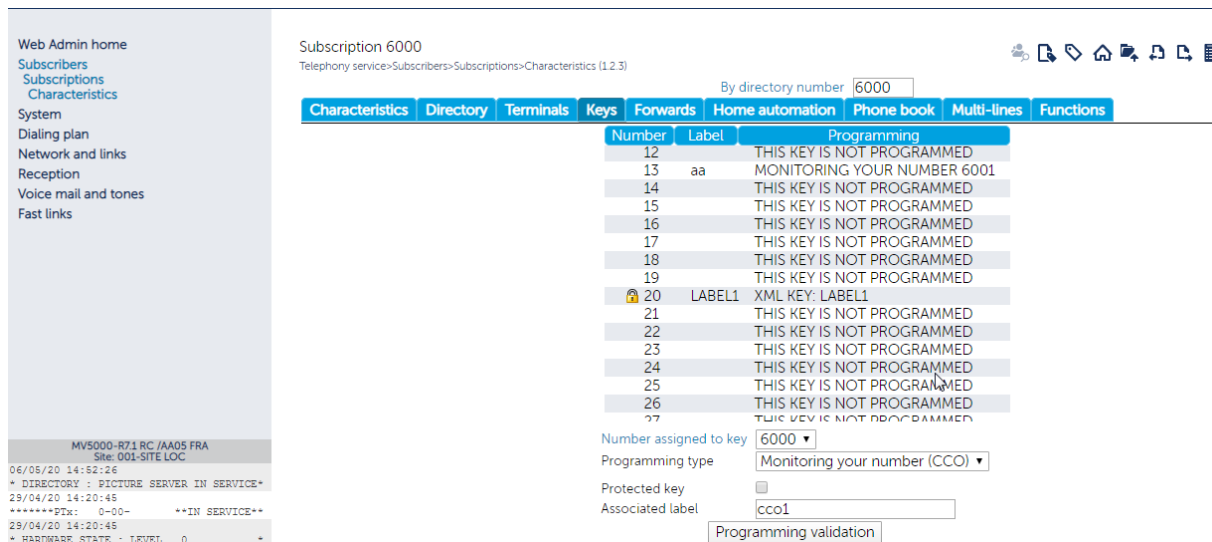 Web Admin home
Subscribers
Subscriptions
Characteristics
System
Dialing plan
Network and links
Reception
Voice mail and tones
Fast links
MV5000-R7.1 RC /AA05 FRA
Site: 001-SITE LOC
06/05/20 14:52:26
* DIRECTORY : PICTURE SERVER IN SERVICE*
29/04/20 14:20:45
*******PTx: 0-00- **IN SERVICE**
29/04/20 14:20:45
* HARDWARE STATE : LEVEL 0 *
Subscription 6000
Telephony service>Subscribers>Subscriptions>Characteristics (1.2.3)
By directory number 6000
Characteristics Directory Terminals Keys Forwards Home automation Phone book Multi-lines Functions
Number Label Programming
12 THIS KEY IS NOT PROGRAMMED
13 aa MONITORING YOUR NUMBER 6001
14 THIS KEY IS NOT PROGRAMMED
15 THIS KEY IS NOT PROGRAMMED
16 THIS KEY IS NOT PROGRAMMED
17 THIS KEY IS NOT PROGRAMMED
18 THIS KEY IS NOT PROGRAMMED
19 THIS KEY IS NOT PROGRAMMED
20 LABEL1 XML KEY: LABEL1
21 THIS KEY IS NOT PROGRAMMED
22 THIS KEY IS NOT PROGRAMMED
23 THIS KEY IS NOT PROGRAMMED
24 THIS KEY IS NOT PROGRAMMED
25 THIS KEY IS NOT PROGRAMMED
26 THIS KEY IS NOT PROGRAMMED
27 THIS KEY IS NOT PROGRAMMED
Number assigned to key 6000
Programming type Monitoring your number (CCO)
Protected key
Associated label cco1
Programming validation